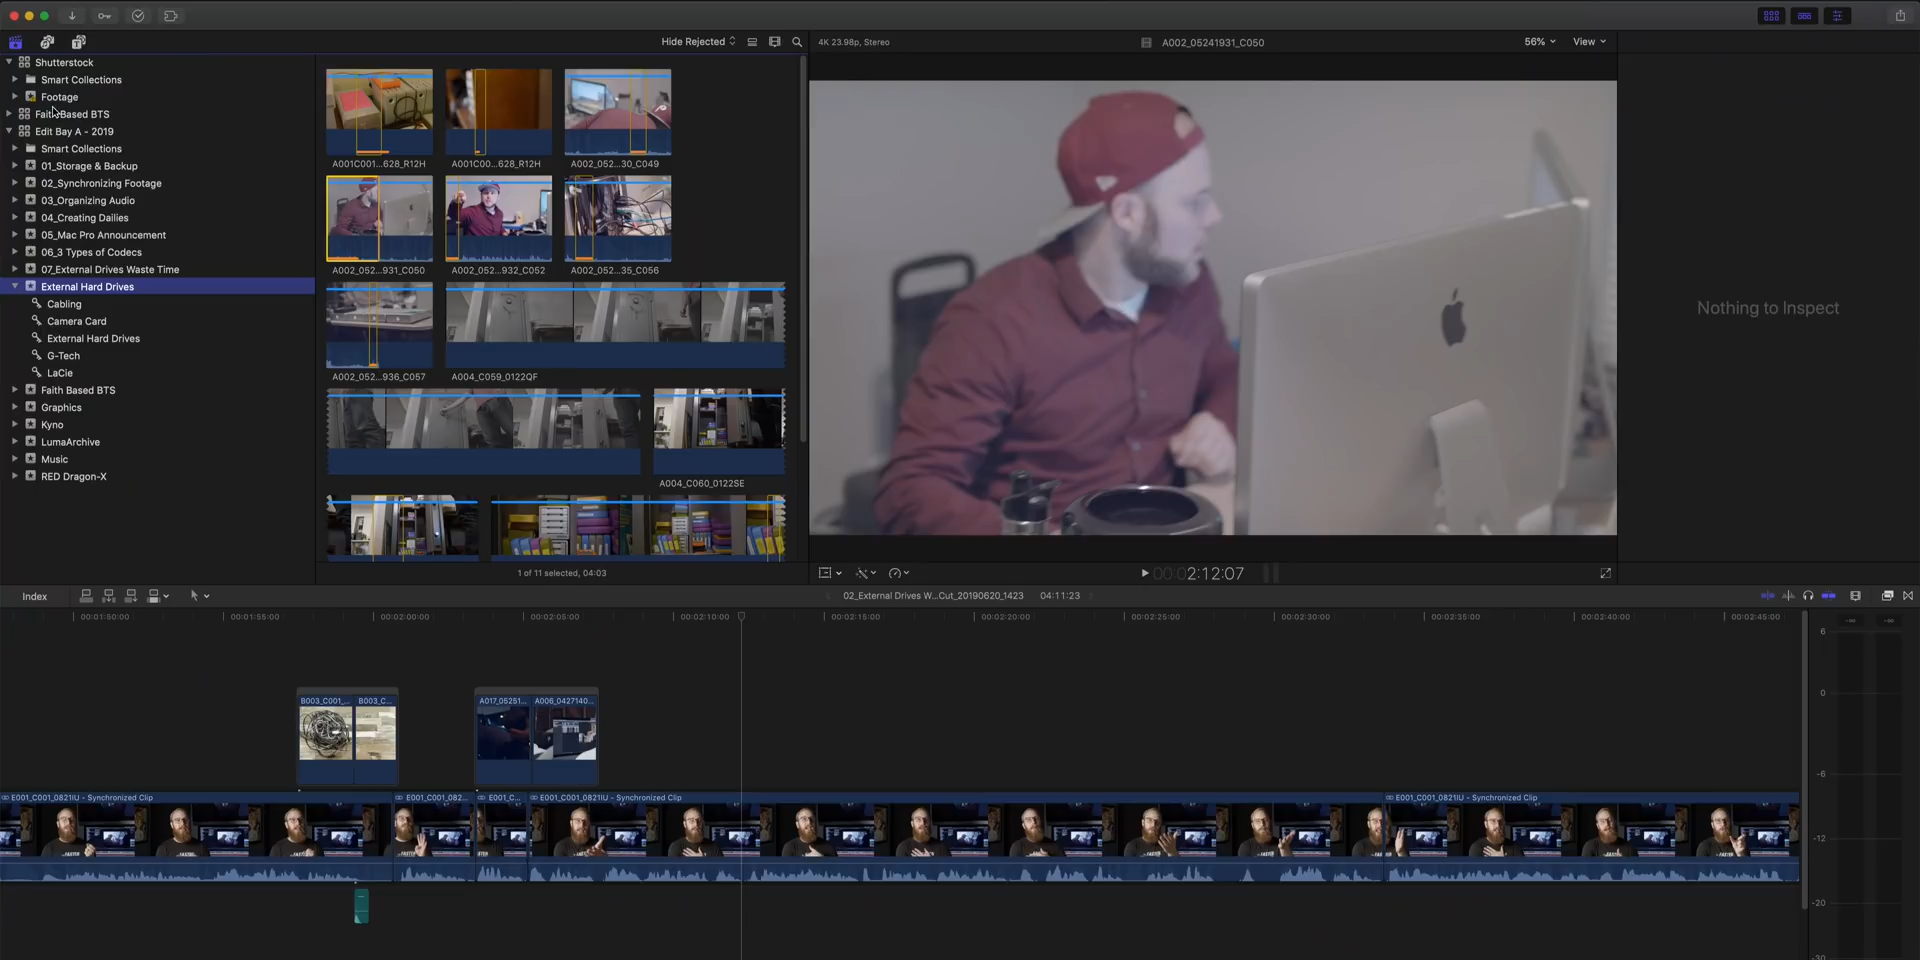 Hide Rejected
4K 23.98p, Stereo
A002_05241931_C050
56%
View
Shutterstock
Smart Collections
Footage
Faith Based BTS
Edit Bay A - 2019
Smart Collections
01_Storage & Backup
02_Synchronizing Footage
03_Organizing Audio
04_Creating Dailies
05_Mac Pro Announcement
06_3 Types of Codecs
07_External Drives Waste Time
External Hard Drives
Cabling
Camera Card
External Hard Drives
G-Tech
LaCie
Faith Based BTS
Graphics
Kyno
LumaArchive
Music
RED Dragon-X
A001C001...628_R12H
A001C00...628_R12H
A002_052...30_C049
A002_052...931_C050
A002_052...932_C052
A002_052...35_C056
A002_052...936_C057
A004_C059_0122QF
A004_C060_0122SE
1 of 11 selected, 04:03
Nothing to Inspect
00:02:12:07
Index
02_External Drives W...Cut_20190620_1423
04:11:23
00:01:50:00
00:01:55:00
00:02:00:00
00:02:05:00
00:02:10:00
00:02:15:00
00:02:20:00
00:02:25:00
00:02:30:00
00:02:35:00
00:02:40:00
00:02:45:00
B003_C001_...
B003_C...
A017_05251...
A006_0427140...
E001_C001_0821IU - Synchronized Clip
E001_C001_082...
E001_C...
E001_C001_0821IU - Synchronized Clip
E001_C001_0821IU - Synchronized Clip
-∞
-∞
6
0
-6
-12
-20
-30